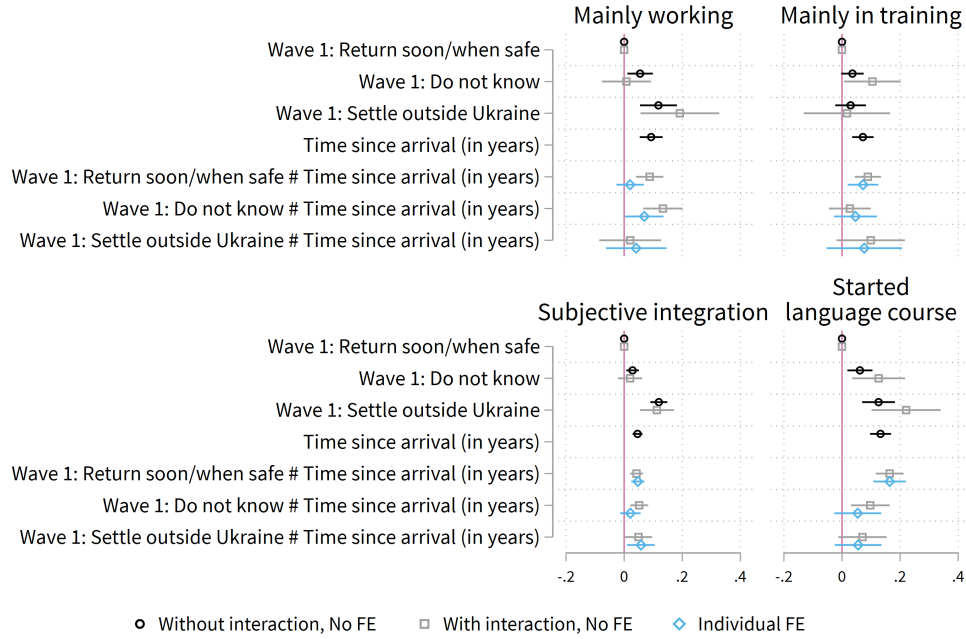 Mainly working
Mainly in training
Wave 1: Return soon/when safe
Wave 1: Do not know
Wave 1: Settle outside Ukraine
Time since arrival (in years)
Wave 1: Return soon/when safe # Time since arrival (in years)
Wave 1: Do not know # Time since arrival (in years)
Wave 1: Settle outside Ukraine # Time since arrival (in years)
Subjective integration
Started
language course
Wave 1: Return soon/when safe
Wave 1: Do not know
Wave 1: Settle outside Ukraine
Time since arrival (in years)
Wave 1: Return soon/when safe # Time since arrival (in years)
Wave 1: Do not know # Time since arrival (in years)
Wave 1: Settle outside Ukraine # Time since arrival (in years)
-.2 0 .2 .4
-.2 0 .2 .4
Without interaction, No FE
With interaction, No FE
Individual FE